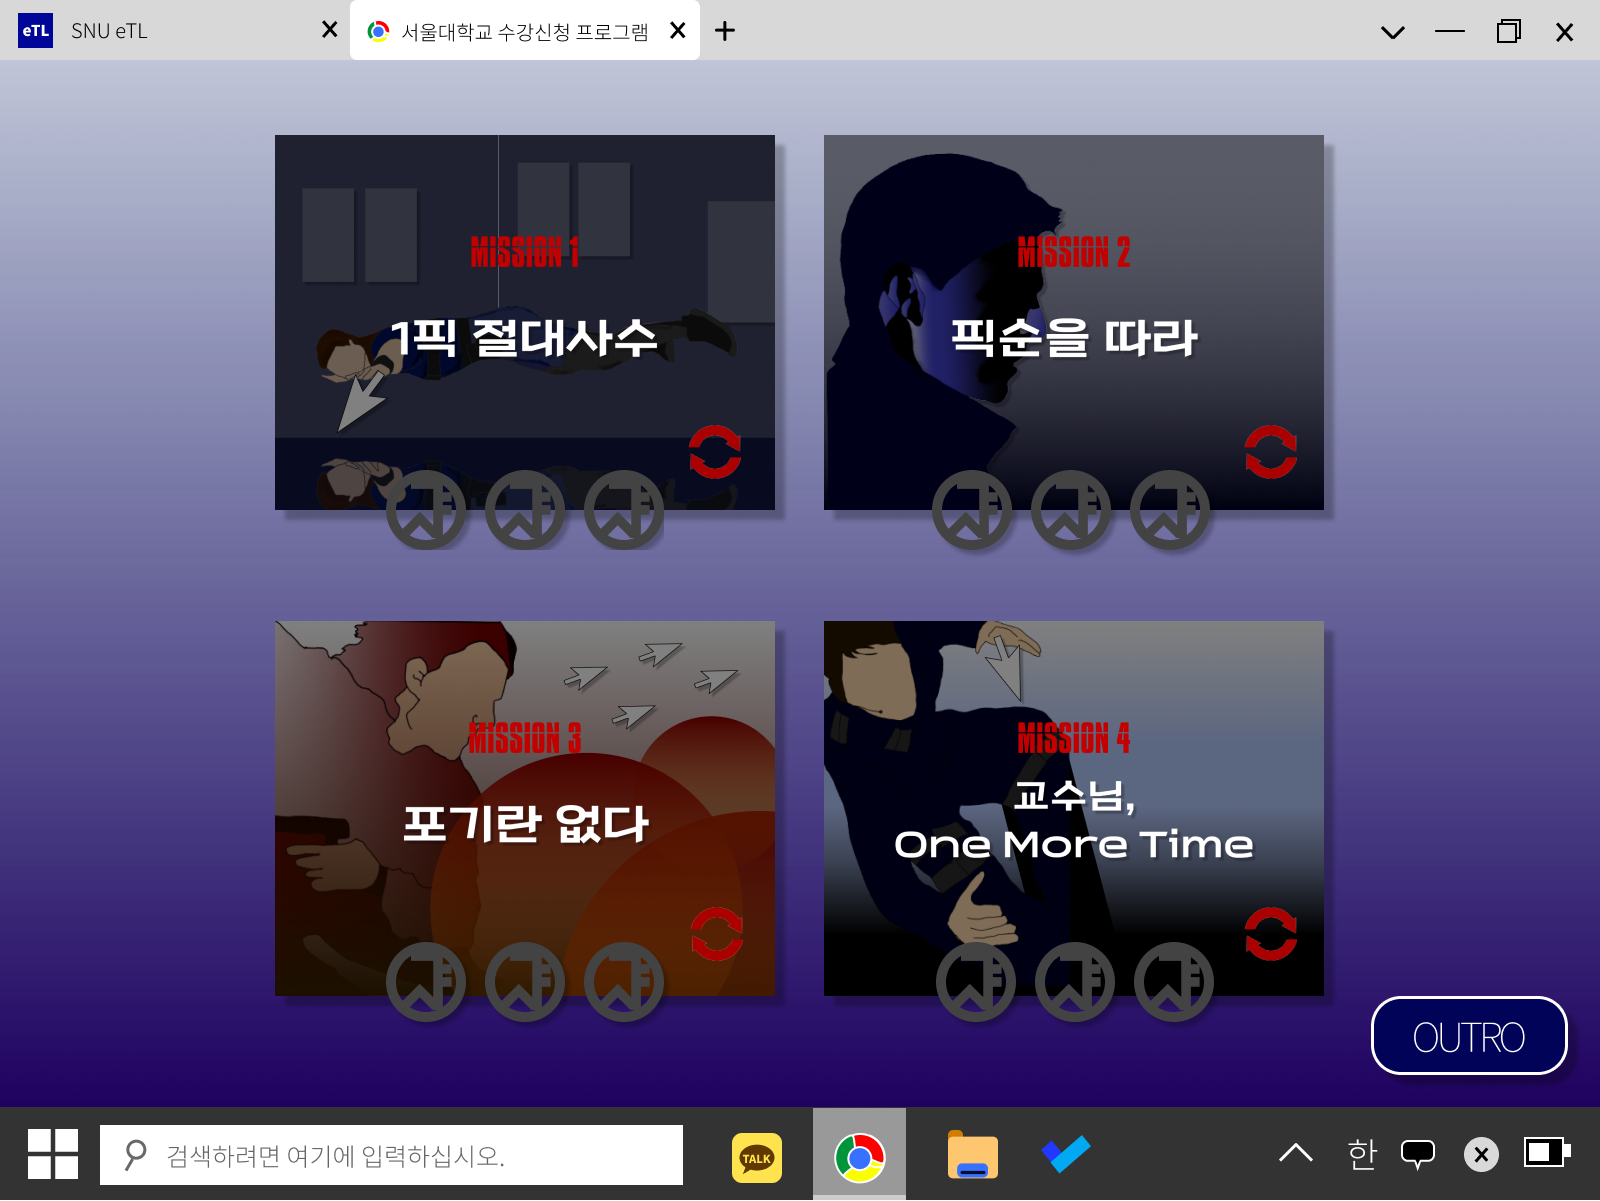 eTL SNU eTL
서울대학교 수강신청 프로그램
MISSION 1
1픽 절대사수
MISSION 2
픽순을 따라
MISSION 3
포기란 없다
MISSION 4
교수님,
One More Time
OUTRO
검색하려면 여기에 입력하십시오.
TALK
한